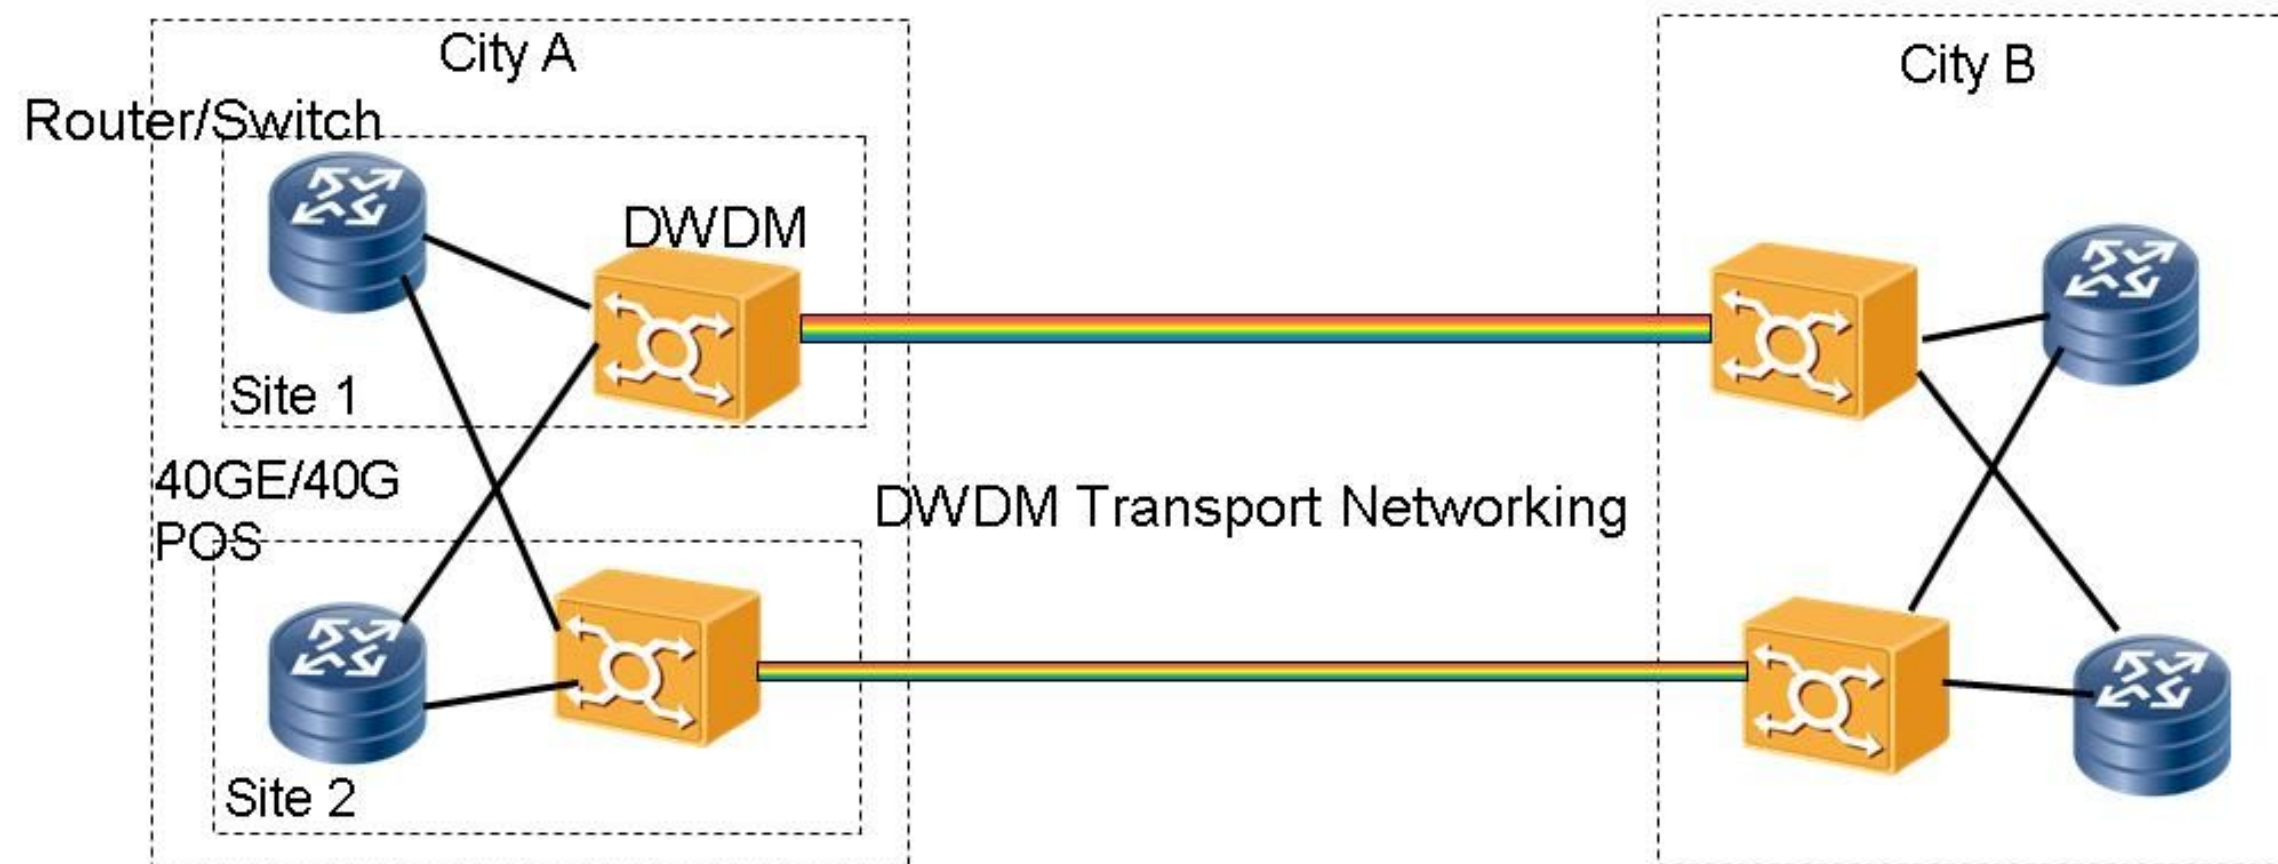 City A
City B
Router/Switch
DWDM
Site 1
40GE/40G
POS
DWDM Transport Networking
Site 2